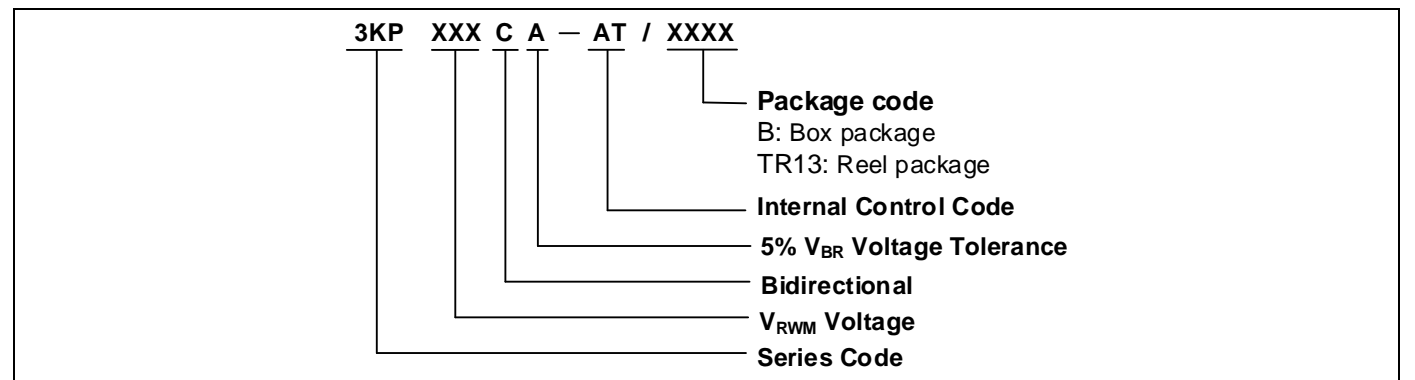 3KP XXX C A — AT / XXXX
Package code
B: Box package
TR13: Reel package
Internal Control Code
5% VBR Voltage Tolerance
Bidirectional
VRWM Voltage
Series Code